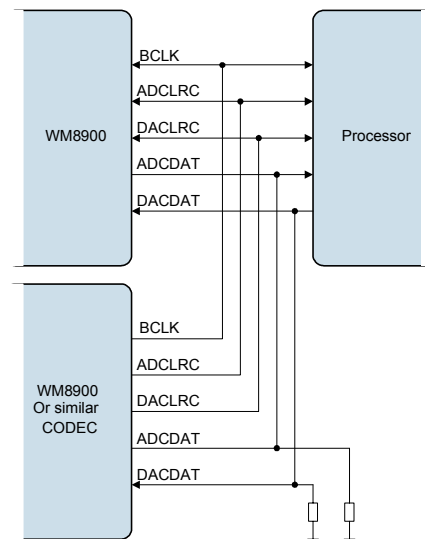 BCLK
ADCLRC
DACLRC
ADCDAT
DACDAT
WM8900
Processor
BCLK
ADCLRC
DACLRC
ADCDAT
DACDAT
WM8900
Or similar
CODEC